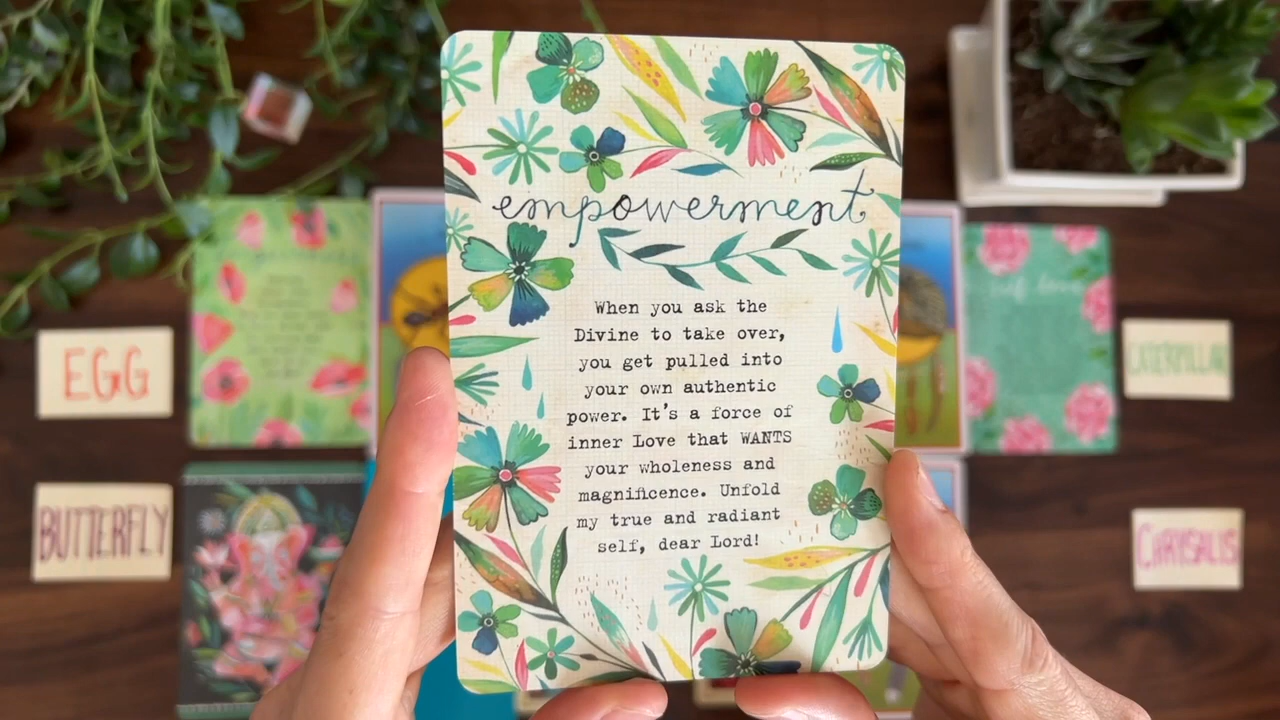 empowerment
When you ask the
Divine to take over,
you get pulled into
your own authentic
power. It's a force of
inner Love that WANTS
your wholeness and
magnificence. Unfold
my true and radiant
self, dear Lord!
EGG
BUTTERFLY
self love
CATERPILLAR
CHRYSALIS